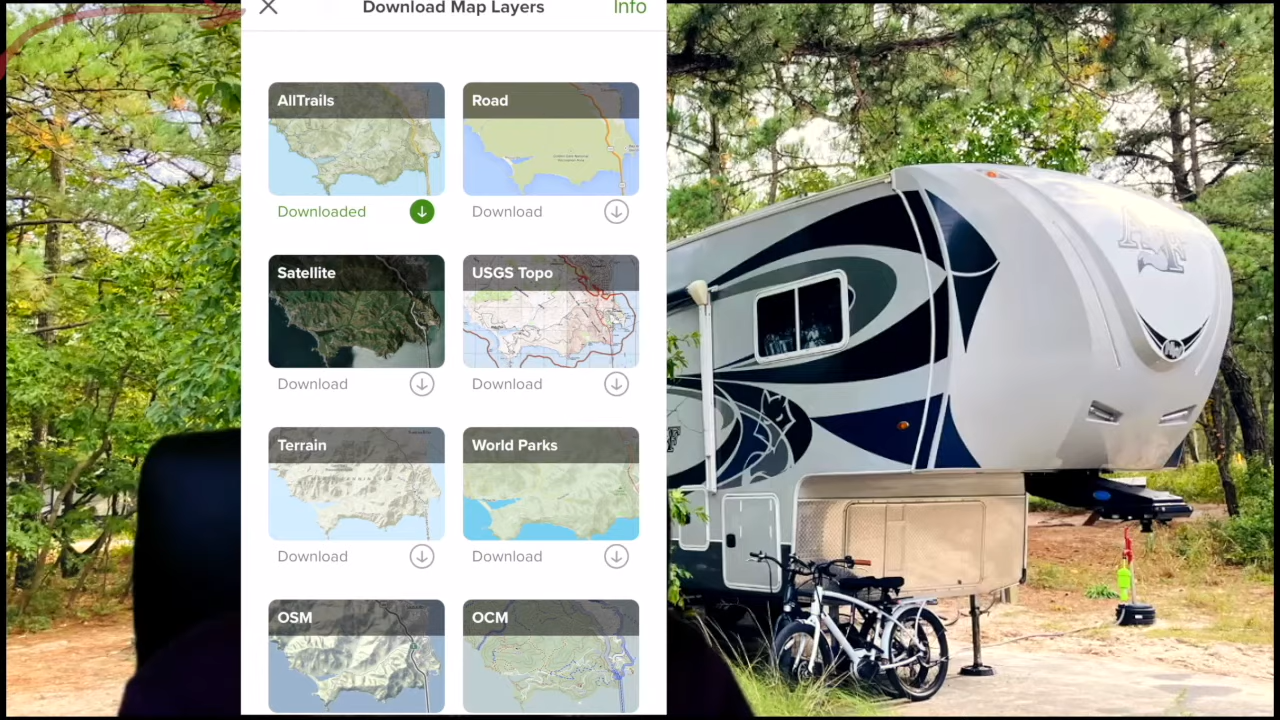 Download Map Layers
Info
AllTrails
Road
Downloaded
Download
Satellite
USGS Topo
Download
Download
Terrain
World Parks
Download
Download
OSM
OCM
AF